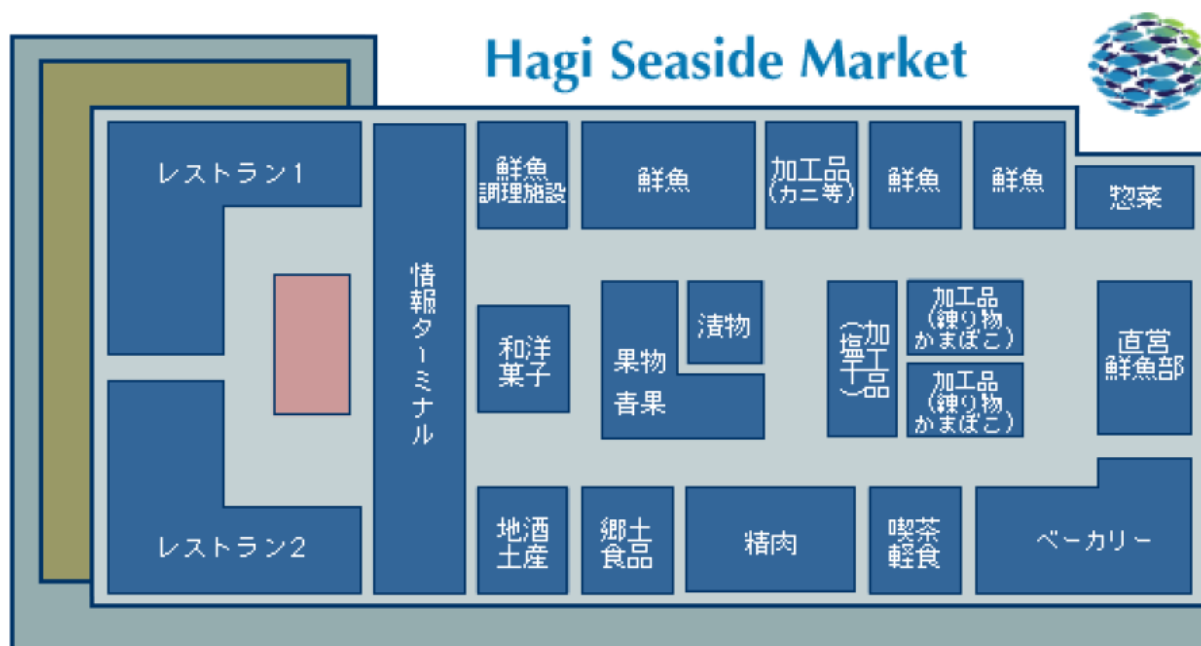 Hagi Seaside Market
レストラン1
情報ターミナル
鮮魚
調理施設
鮮魚
加工品
(カニ等)
鮮魚
鮮魚
惣菜
和洋
菓子
果物
青果
漬物
加工品
(塩干)
加工品
(練り物
かまぼこ)
加工品
(練り物
かまぼこ)
直営
鮮魚部
レストラン2
地酒
土産
郷土
食品
精肉
喫茶
軽食
ベーカリー